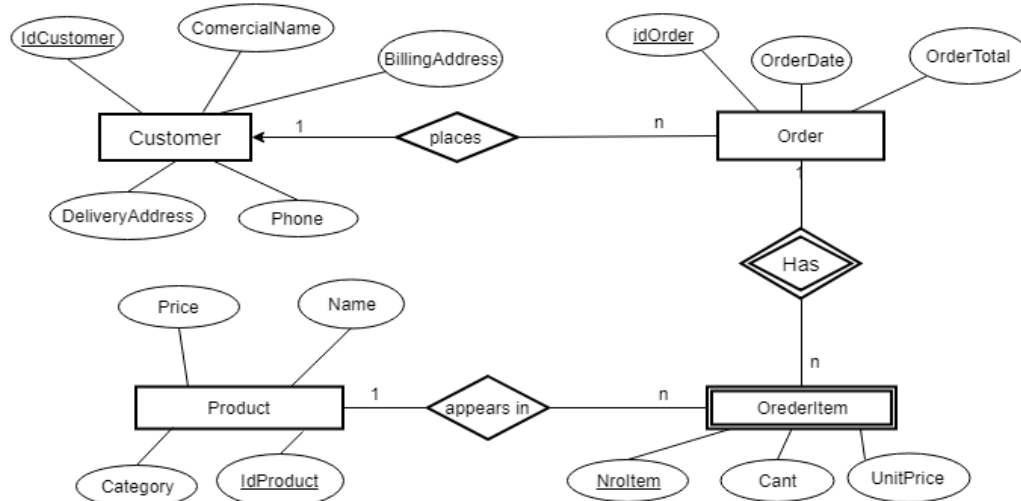 IdCustomer
ComercialName
BillingAddress
idOrder
OrderDate
OrderTotal
Customer
1
places
n
Order
1
DeliveryAddress
Phone
Has
Price
Name
n
Product
1
appears in
n
OrederItem
Category
IdProduct
NroItem
Cant
UnitPrice